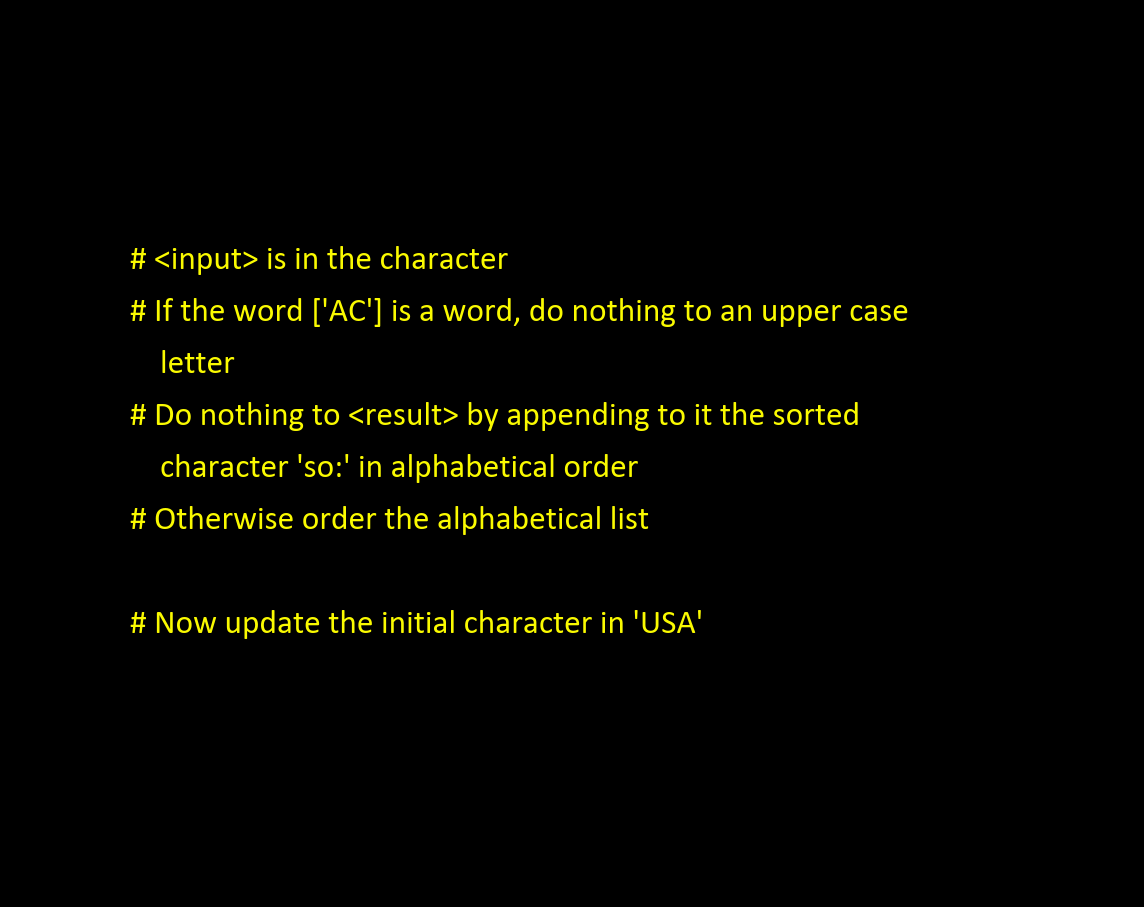 # <input> is in the character
# If the word ['AC'] is a word, do nothing to an upper case
letter
# Do nothing to <result> by appending to it the sorted
character 'so:' in alphabetical order
# Otherwise order the alphabetical list
# Now update the initial character in 'USA'